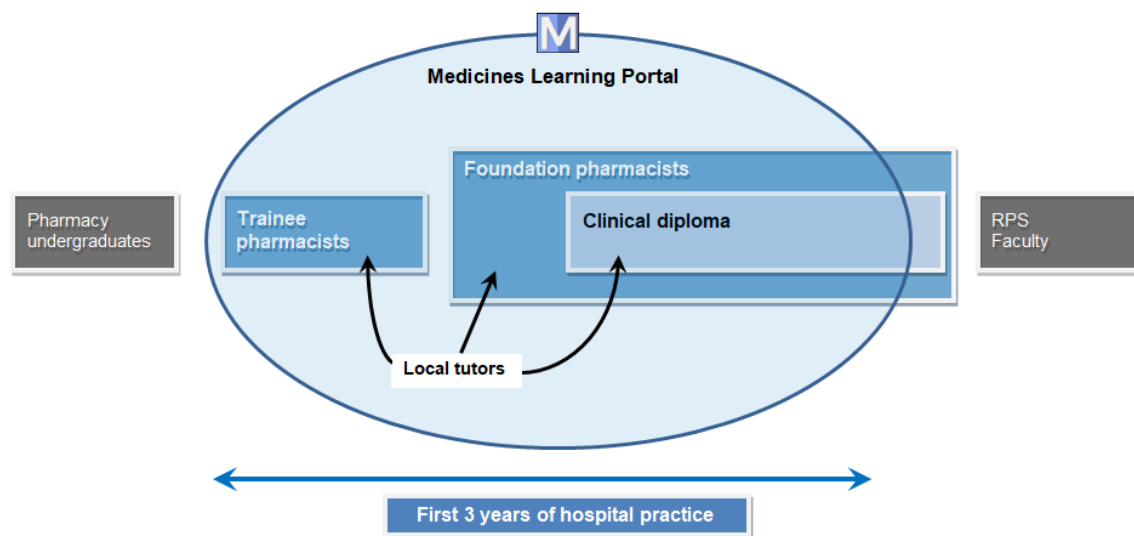 M
Medicines Learning Portal
Foundation pharmacists
Pharmacy
undergraduates
Trainee
pharmacists
Clinical diploma
RPS
Faculty
Local tutors
First 3 years of hospital practice